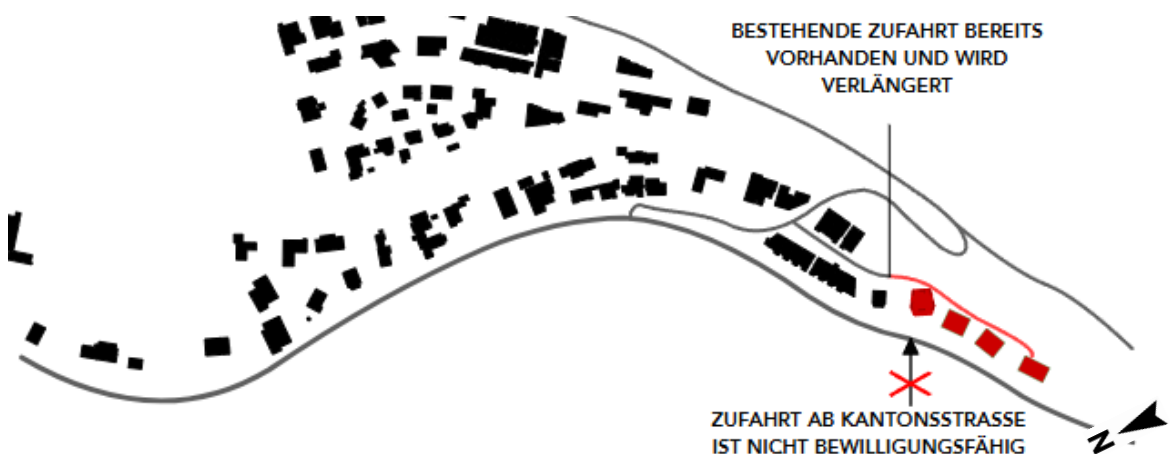 BESTEHENDE ZUFAHRT BEREITS
VORHANDEN UND WIRD
VERLÄNGERT
ZUFAHRT AB KANTONSSTRASSE
IST NICHT BEWILLIGUNGSFÄHIG
N